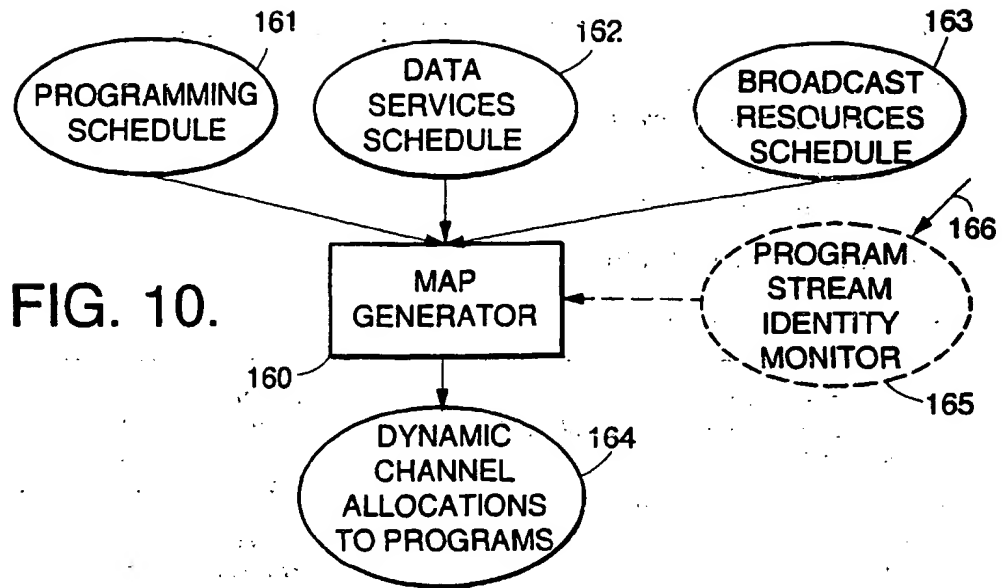 161
PROGRAMMING
SCHEDULE
162
DATA
SERVICES
SCHEDULE
163
BROADCAST
RESOURCES
SCHEDULE
166
PROGRAM
STREAM
IDENTITY
MONITOR
165
MAP
GENERATOR
160
FIG. 10.
164
DYNAMIC
CHANNEL
ALLOCATIONS
TO PROGRAMS